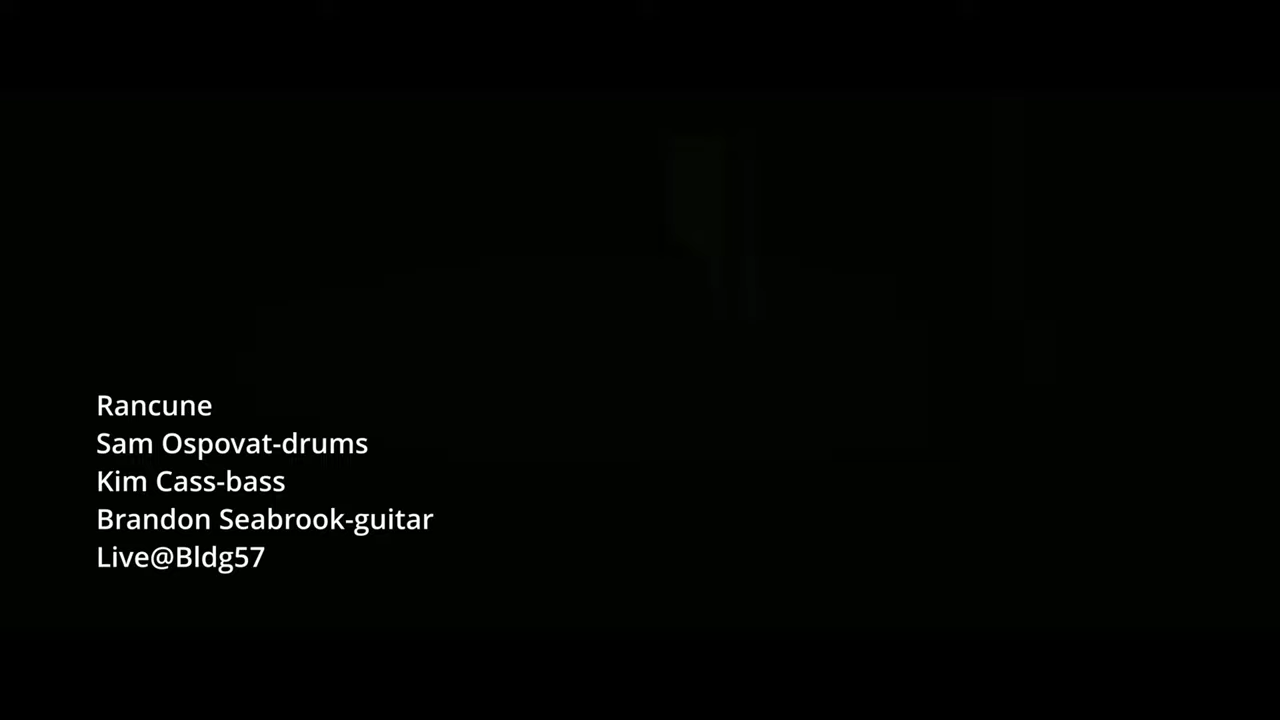 Rancune
Sam Ospovat-drums
Kim Cass-bass
Brandon Seabrook-guitar
Live@Bldg57